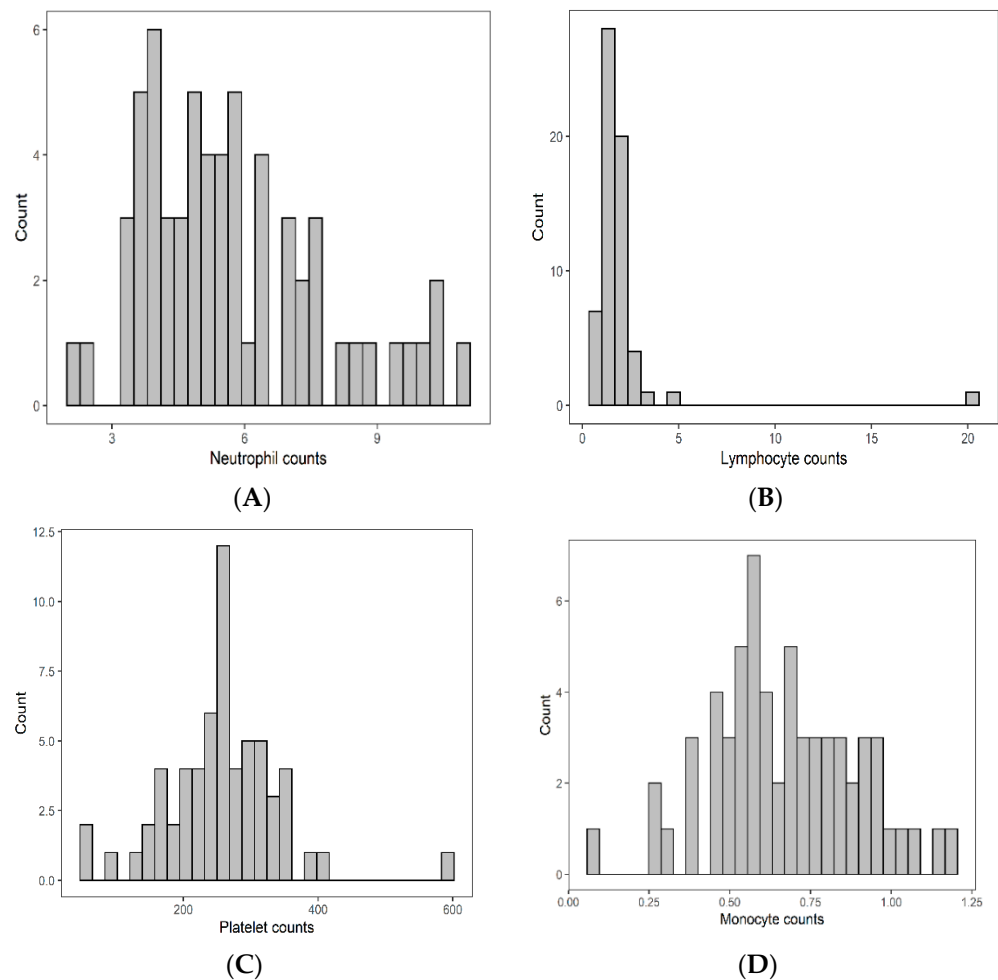 6
4
2
0
Count
3 6 9
Neutrophil counts
(A)
20
10
0
Count
0 5 10 15 20
Lymphocyte counts
(B)
12.5
10.0
7.5
5.0
2.5
0.0
Count
200 400 600
Platelet counts
(C)
6
4
2
0
Count
0.00 0.25 0.50 0.75 1.00 1.25
Monocyte counts
(D)